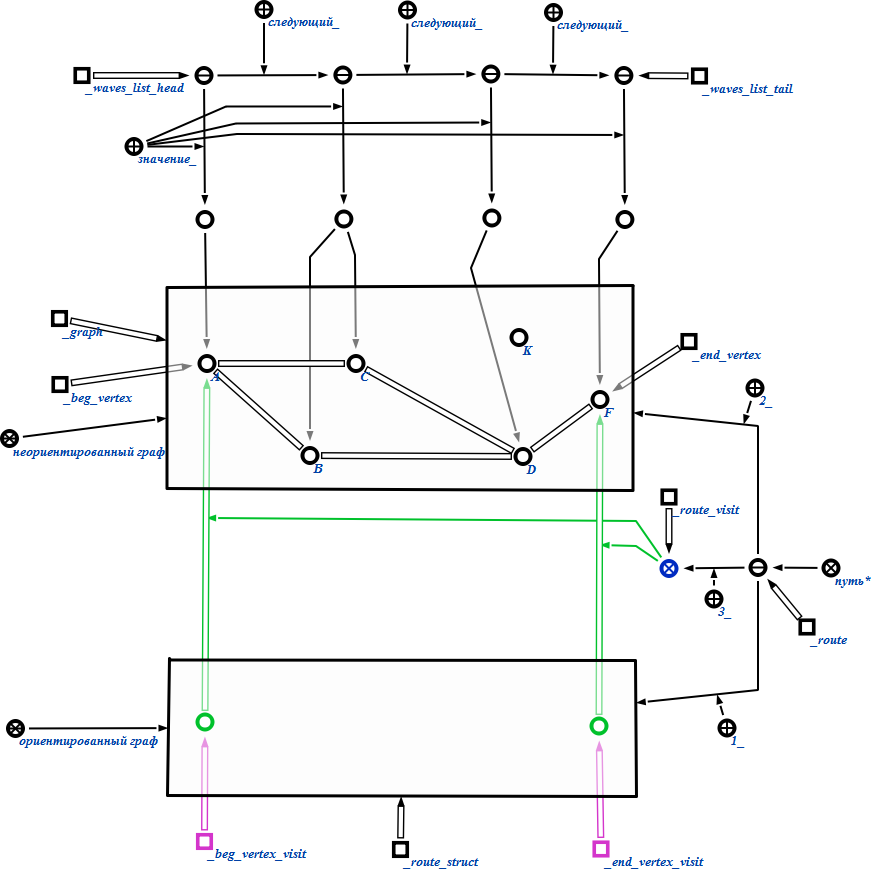 следующий_
следующий_
следующий_
_waves_list_head
_waves_list_tail
значение_
_graph
_end_vertex
K
A
C
_beg_vertex
2_
F
неориентированный граф
B
D
_route_visit
путь*
3_
_route
ориентированный граф
1_
_beg_vertex_visit
_route_struct
_end_vertex_visit